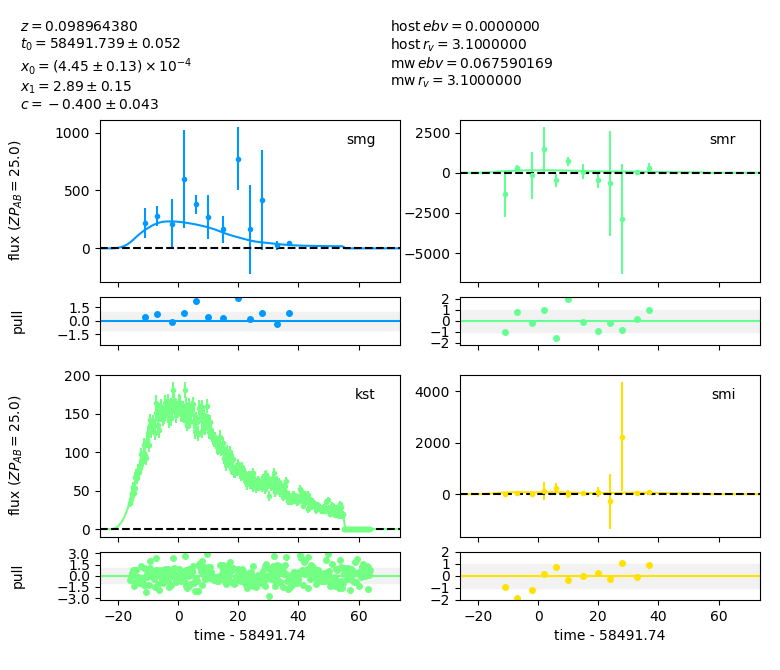 z = 0.098964380
t₀ = 58491.739 ± 0.052
x₀ = (4.45 ± 0.13) × 10⁻⁴
x₁ = 2.89 ± 0.15
c = −0.400 ± 0.043
host ebv = 0.0000000
host r_v = 3.1000000
mw ebv = 0.067590169
mw r_v = 3.1000000
smg
flux (ZP_AB = 25.0)
1000
500
0
smr
2500
0
−2500
−5000
pull
1.5
0.0
−1.5
2
1
0
−1
−2
kst
flux (ZP_AB = 25.0)
200
150
100
50
0
smi
4000
2000
0
pull
3.0
1.5
0.0
−1.5
−3.0
2
1
0
−1
−2
−20 0 20 40 60
−20 0 20 40 60
time - 58491.74
time - 58491.74